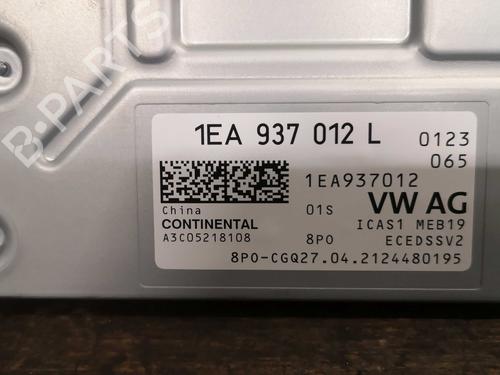 B-PARTS
1EA 937 012 L 0123
065
1EA937012
China 01S VW AG
CONTINENTAL ICAS1 MEB19
A3C05218108 8P0 ECEDSSV2
8P0-CGQ27.04.2124480195